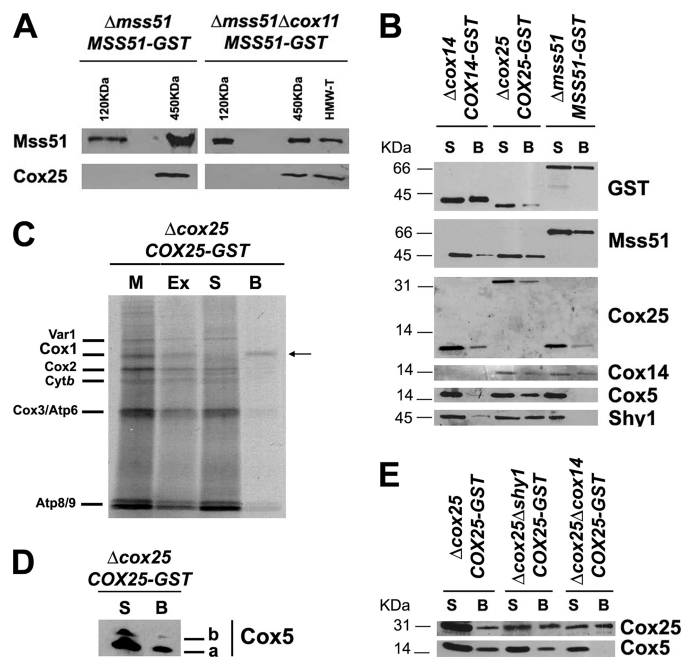 A
Δmss51
MSS51-GST
Δmss51Δcox11
MSS51-GST
120KDa
450KDa
120KDa
450KDa
HMW-T
Mss51
Cox25
B
Δcox14
COX14-GST
Δcox25
COX25-GST
Δmss51
MSS51-GST
KDa
S B S B S B
66
45
GST
66
45
Mss51
31
14
Cox25
14
Cox14
14
Cox5
45
Shy1
C
Δcox25
COX25-GST
M Ex S B
Var1
Cox1
Cox2
Cytb
Cox3/Atp6
Atp8/9
D
Δcox25
COX25-GST
S B
b
a
Cox5
E
Δcox25
COX25-GST
Δcox25Δshy1
COX25-GST
Δcox25Δcox14
COX25-GST
KDa
S B S B S B
31
Cox25
14
Cox5